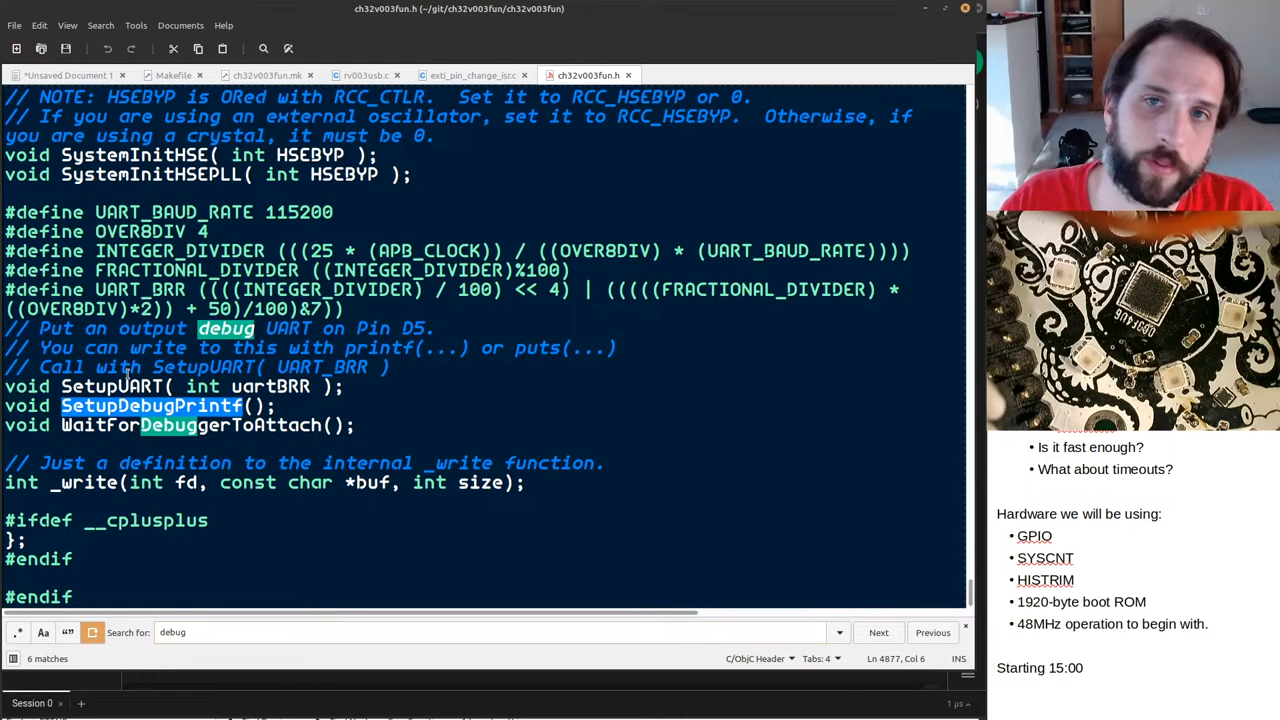 ch32v003fun.h (~/git/ch32v003fun/ch32v003fun)
File Edit View Search Tools Documents Help
*Unsaved Document 1 Makefile ch32v003fun.mk rv003usb.c exti_pin_change_isr.c ch32v003fun.h
// NOTE: HSEBYP is ORed with RCC_CTLR.  Set it to RCC_HSEBYP or 0.
// If you are using an external oscillator, set it to RCC_HSEBYP.  Otherwise, if
you are using a crystal, it must be 0.
void SystemInitHSE( int HSEBYP );
void SystemInitHSEPLL( int HSEBYP );
#define UART_BAUD_RATE 115200
#define OVER8DIV 4
#define INTEGER_DIVIDER (((25 * (APB_CLOCK)) / ((OVER8DIV) * (UART_BAUD_RATE))))
#define FRACTIONAL_DIVIDER ((INTEGER_DIVIDER)%100)
#define UART_BRR ((((INTEGER_DIVIDER) / 100) << 4) | (((((FRACTIONAL_DIVIDER) *
((OVER8DIV)*2)) + 50)/100)&7))
// Put an output debug UART on Pin D5.
// You can write to this with printf(...) or puts(...)
// Call with SetupUART( UART_BRR )
void SetupUART( int uartBRR );
void SetupDebugPrintf();
void WaitForDebuggerToAttach();
// Just a definition to the internal _write function.
int _write(int fd, const char *buf, int size);
#ifdef __cplusplus
};
#endif
#endif
.* Aa “” Search for: debug Next Previous
6 matches C/ObjC Header Tabs: 4 Ln 4877, Col 6 INS
Session 0 + 1 µs
• Is it fast enough?
• What about timeouts?
Hardware we will be using:
• GPIO
• SYSCNT
• HISTRIM
• 1920-byte boot ROM
• 48MHz operation to begin with.
Starting 15:00